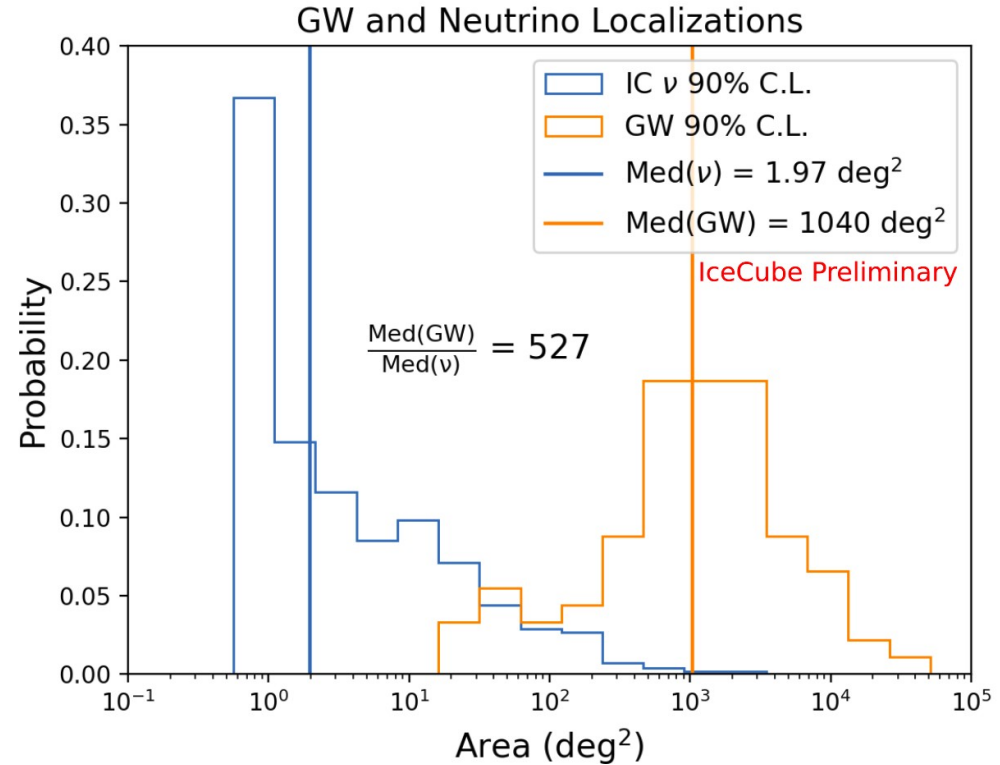 GW and Neutrino Localizations
0.40
0.35
0.30
0.25
0.20
0.15
0.10
0.05
0.00
Probability
IC ν 90% C.L.
GW 90% C.L.
Med(ν) = 1.97 deg²
Med(GW) = 1040 deg²
IceCube Preliminary
Med(GW)
Med(ν) = 527
10⁻¹ 10⁰ 10¹ 10² 10³ 10⁴ 10⁵
Area (deg²)